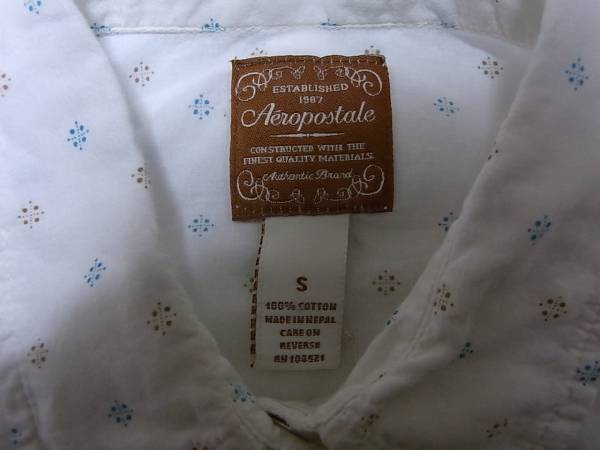 ESTABLISHED
1987
Aéropostale
CONSTRUCTED WITH THE
FINEST QUALITY MATERIALS.
Authentic Brand
S
100% COTTON
MADE IN NEPAL
CARE ON
REVERSE
RN 104521